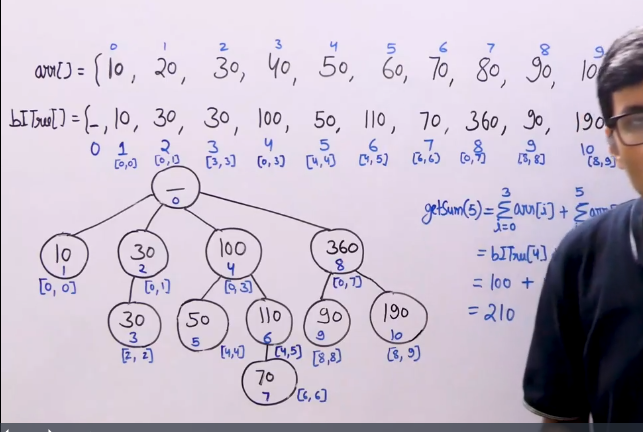 0 1 2 3 4 5 6 7 8 9
arr[] = {10, 20, 30, 40, 50, 60, 70, 80, 90, 10
bITree[] = {_, 10, 30, 30, 100, 50, 110, 70, 360, 90, 190
0 1 2 3 4 5 6 7 8 9 10
[0,0] [0,1] [3,3] [0,3] [4,4] [4,5] [6,6] [0,7] [8,8] [8,9]
—
0
getSum(5) = 3 Σ i=0 arr[i] + 5 Σ arr
= bITree[4]
= 100 +
= 210
10 30 100 360
1 2 4 8
[0,0] [0,1] [0,3] [0,7]
30 50 110 90 190
3 5 6 9 10
[2,2] [4,4] [4,5] [8,8] [8,9]
70
7 [6,6]